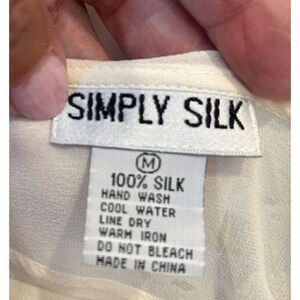 SIMPLY SILK
M
100% SILK
HAND WASH
COOL WATER
LINE DRY
WARM IRON
DO NOT BLEACH
MADE IN CHINA